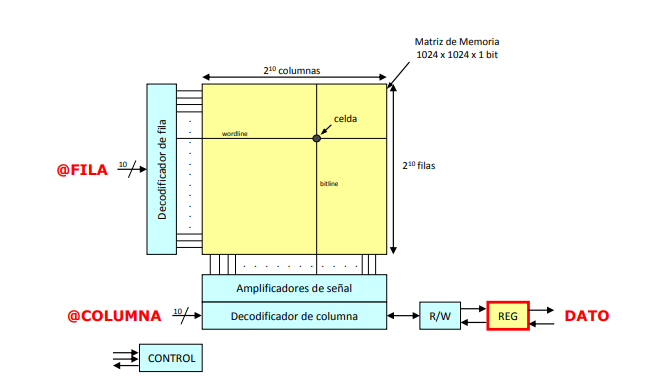 Matriz de Memoria
1024 x 1024 x 1 bit
2¹⁰ columnas
celda
wordline
Decodificador de fila
10
@FILA
2¹⁰ filas
bitline
Amplificadores de señal
@COLUMNA
10
Decodificador de columna
R/W
REG
DATO
CONTROL